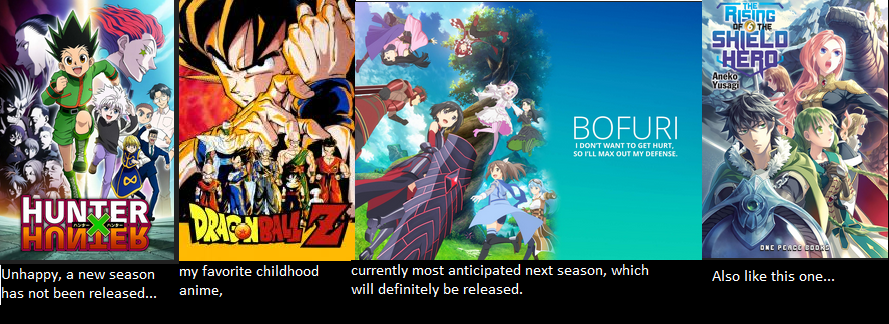 HUNTER
×
ハンター ハンター
HUNTER
Unhappy, a new season
has not been released...
DRAGON BALL Z
my favorite childhood
anime,
BOFURI
I DON'T WANT TO GET HURT,
SO I'LL MAX OUT MY DEFENSE.
currently most anticipated next season, which
will definitely be released.
THE
RISING
OF 6 THE
SHIELD
HERO
Aneko
Yusagi
ONE PEACE BOOKS
Also like this one...